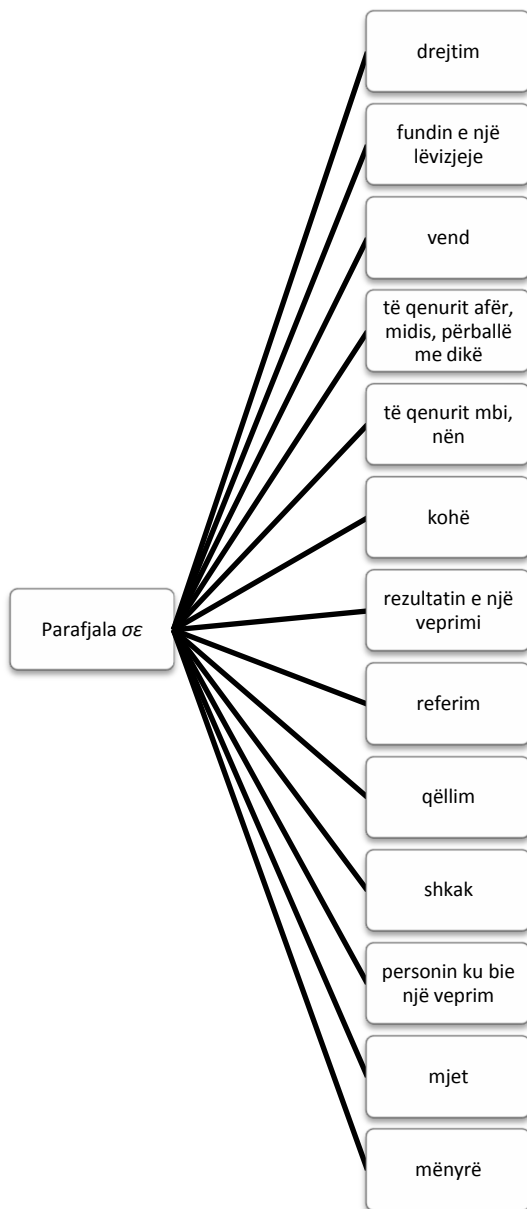 drejtim
fundin e një
lëvizjeje
vend
të qenurit afër,
midis, përballë
me dikë
të qenurit mbi,
nën
kohë
Parafjala σε
rezultatin e një
veprimi
referim
qëllim
shkak
personin ku bie
një veprim
mjet
mënyrë